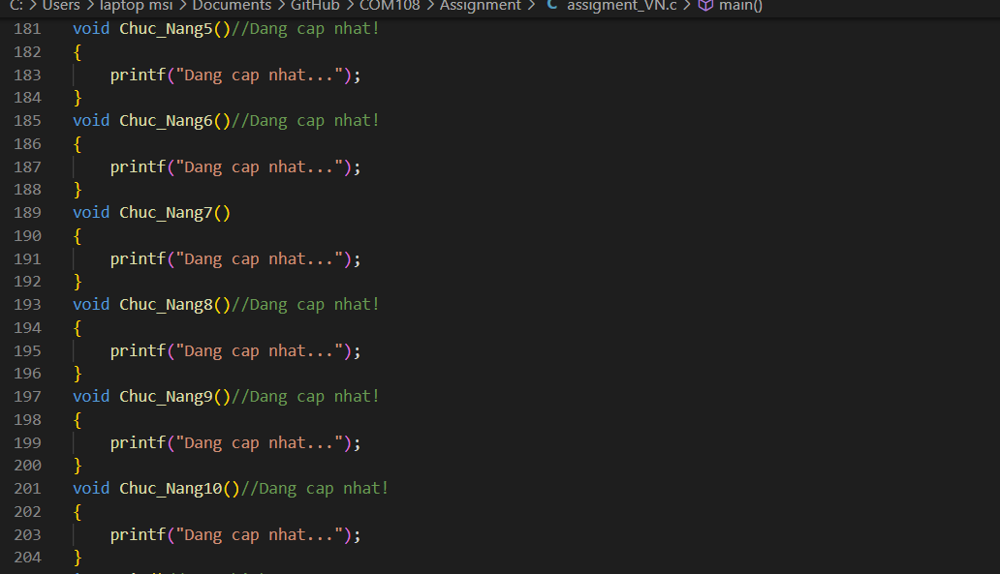 C: > Users > laptop msi > Documents > GitHub > COM108 > Assignment > C assigment_VN.c > main()
181 void Chuc_Nang5()//Dang cap nhat!
182 {
183 printf("Dang cap nhat...");
184 }
185 void Chuc_Nang6()//Dang cap nhat!
186 {
187 printf("Dang cap nhat...");
188 }
189 void Chuc_Nang7()
190 {
191 printf("Dang cap nhat...");
192 }
193 void Chuc_Nang8()//Dang cap nhat!
194 {
195 printf("Dang cap nhat...");
196 }
197 void Chuc_Nang9()//Dang cap nhat!
198 {
199 printf("Dang cap nhat...");
200 }
201 void Chuc_Nang10()//Dang cap nhat!
202 {
203 printf("Dang cap nhat...");
204 }